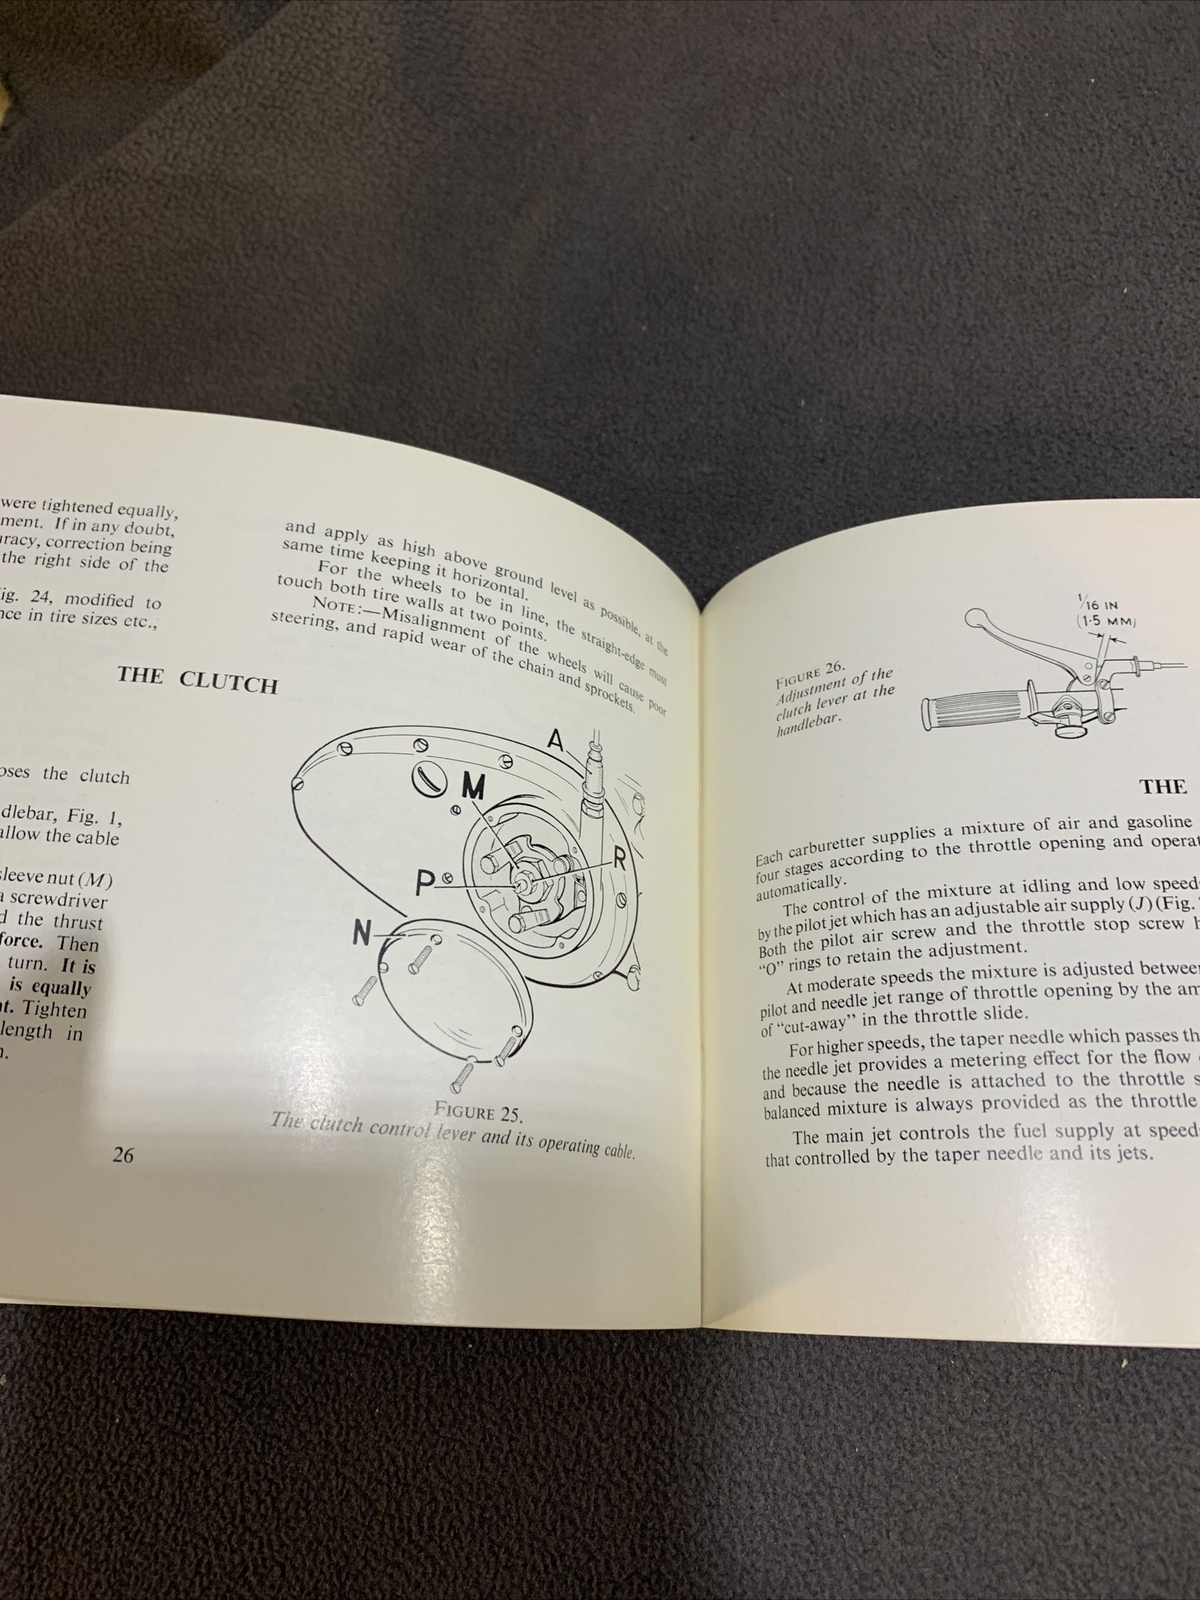 were tightened equally,
ment. If in any doubt,
uracy, correction being
the right side of the
ig. 24, modified to
nce in tire sizes etc.,
and apply as high above ground level as possible, at the
same time keeping it horizontal.
For the wheels to be in line, the straight-edge must
touch both tire walls at two points.
NOTE:—Misalignment of the wheels will cause poor
steering, and rapid wear of the chain and sprockets.
THE CLUTCH
oses the clutch
dlebar, Fig. 1,
allow the cable
sleeve nut (M)
a screwdriver
d the thrust
force. Then
turn. It is
is equally
nt. Tighten
length in
n.
A
M
R
P
N
FIGURE 25.
The clutch control lever and its operating cable.
26
1/16 IN
(1·5 MM)
FIGURE 26.
Adjustment of the
clutch lever at the
handlebar.
THE
Each carburetter supplies a mixture of air and gasoline
four stages according to the throttle opening and operat
automatically.
The control of the mixture at idling and low speed
by the pilot jet which has an adjustable air supply (J) (Fig.
Both the pilot air screw and the throttle stop screw h
“O” rings to retain the adjustment.
At moderate speeds the mixture is adjusted between
pilot and needle jet range of throttle opening by the am
of “cut-away” in the throttle slide.
For higher speeds, the taper needle which passes th
the needle jet provides a metering effect for the flow
and because the needle is attached to the throttle s
balanced mixture is always provided as the throttle
The main jet controls the fuel supply at speed
that controlled by the taper needle and its jets.